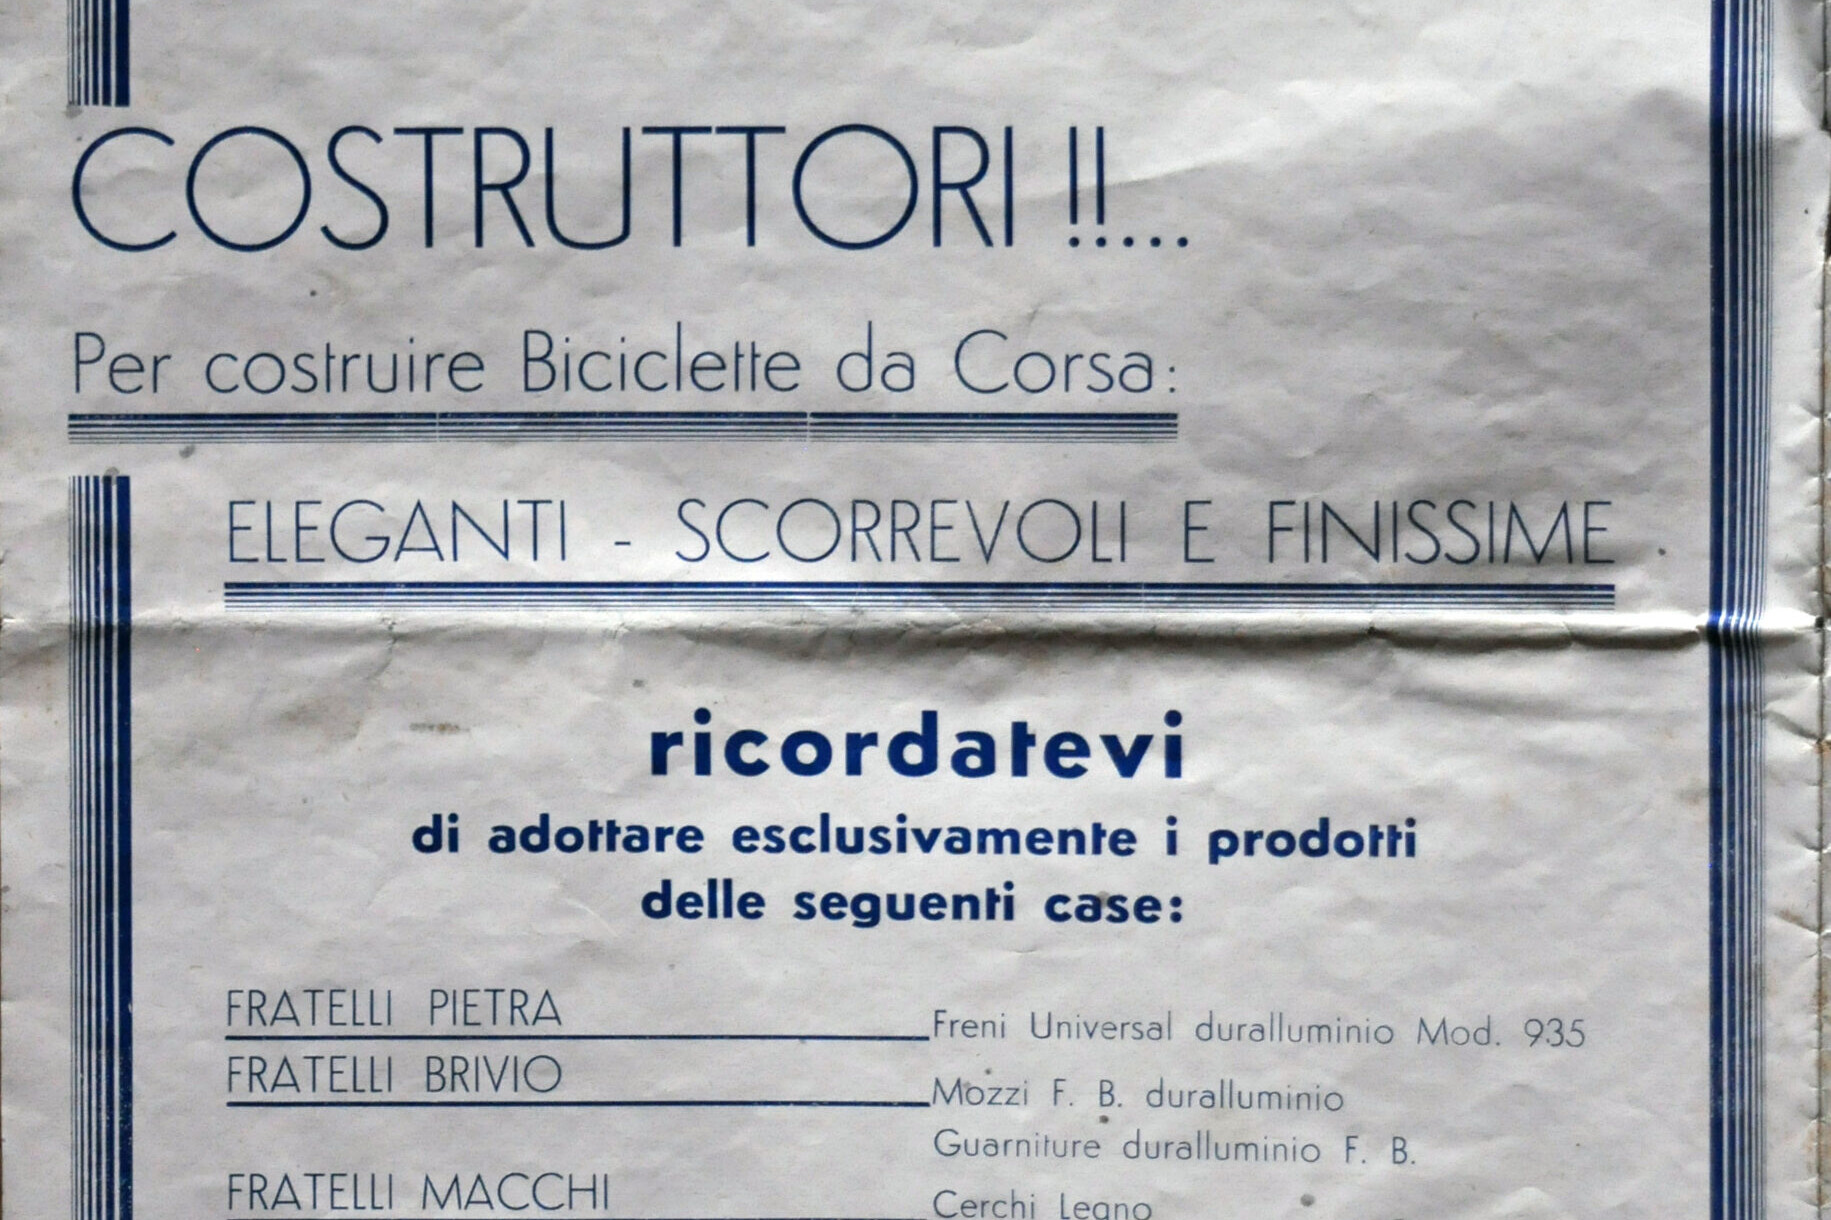 COSTRUTTORI !!....
Per costruire Biciclette da Corsa:
ELEGANTI - SCORREVOLI E FINISSIME
ricordatevi
di adottare esclusivamente i prodotti
delle seguenti case:
FRATELLI PIETRA Freni Universal duralluminio Mod. 935
FRATELLI BRIVIO Mozzi F. B. duralluminio
Guarniture duralluminio F. B.
FRATELLI MACCHI Cerchi Legno